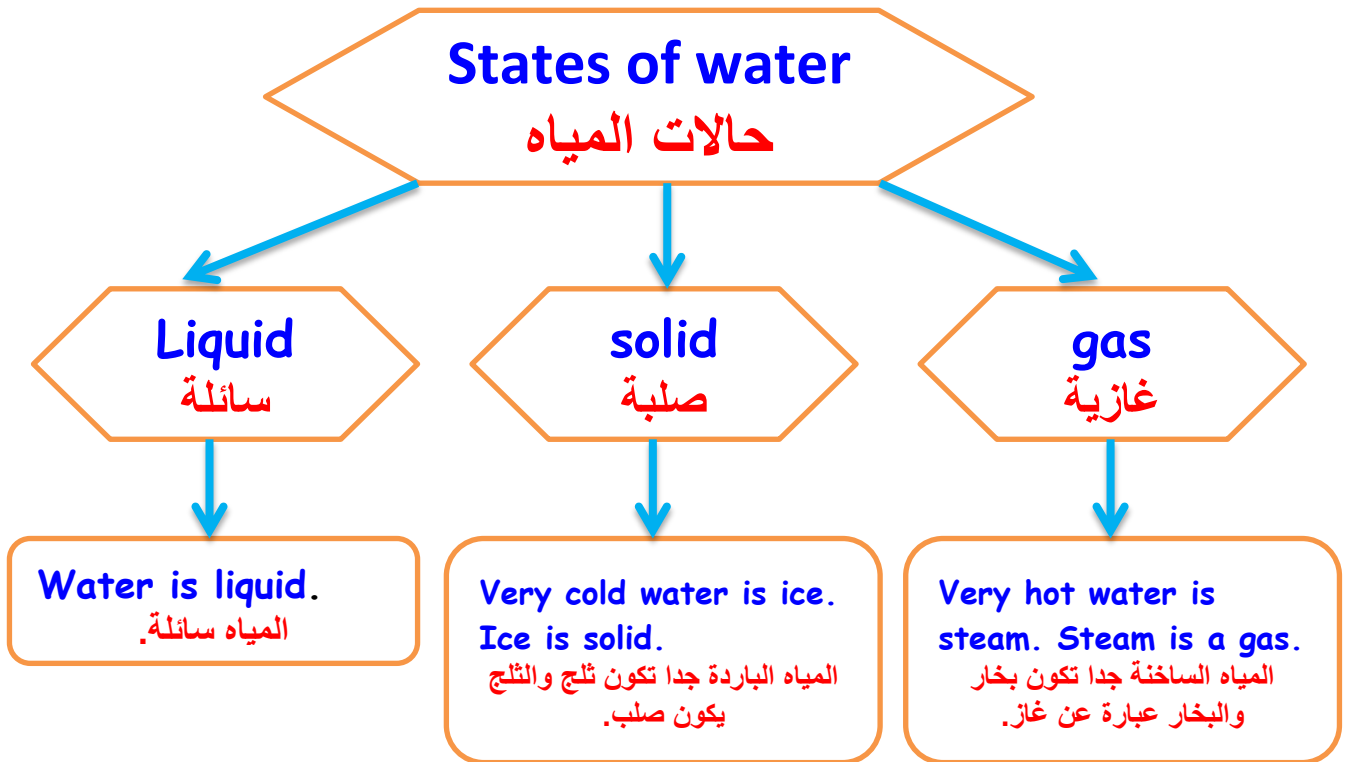 States of water
حالات المياه
Liquid
سائلة
solid
صلبة
gas
غازية
Water is liquid.
المياه سائلة.
Very cold water is ice.
Ice is solid.
المياه الباردة جدا تكون ثلج والثلج
يكون صلب.
Very hot water is
steam. Steam is a gas.
المياه الساخنة جدا تكون بخار
والبخار عبارة عن غاز.